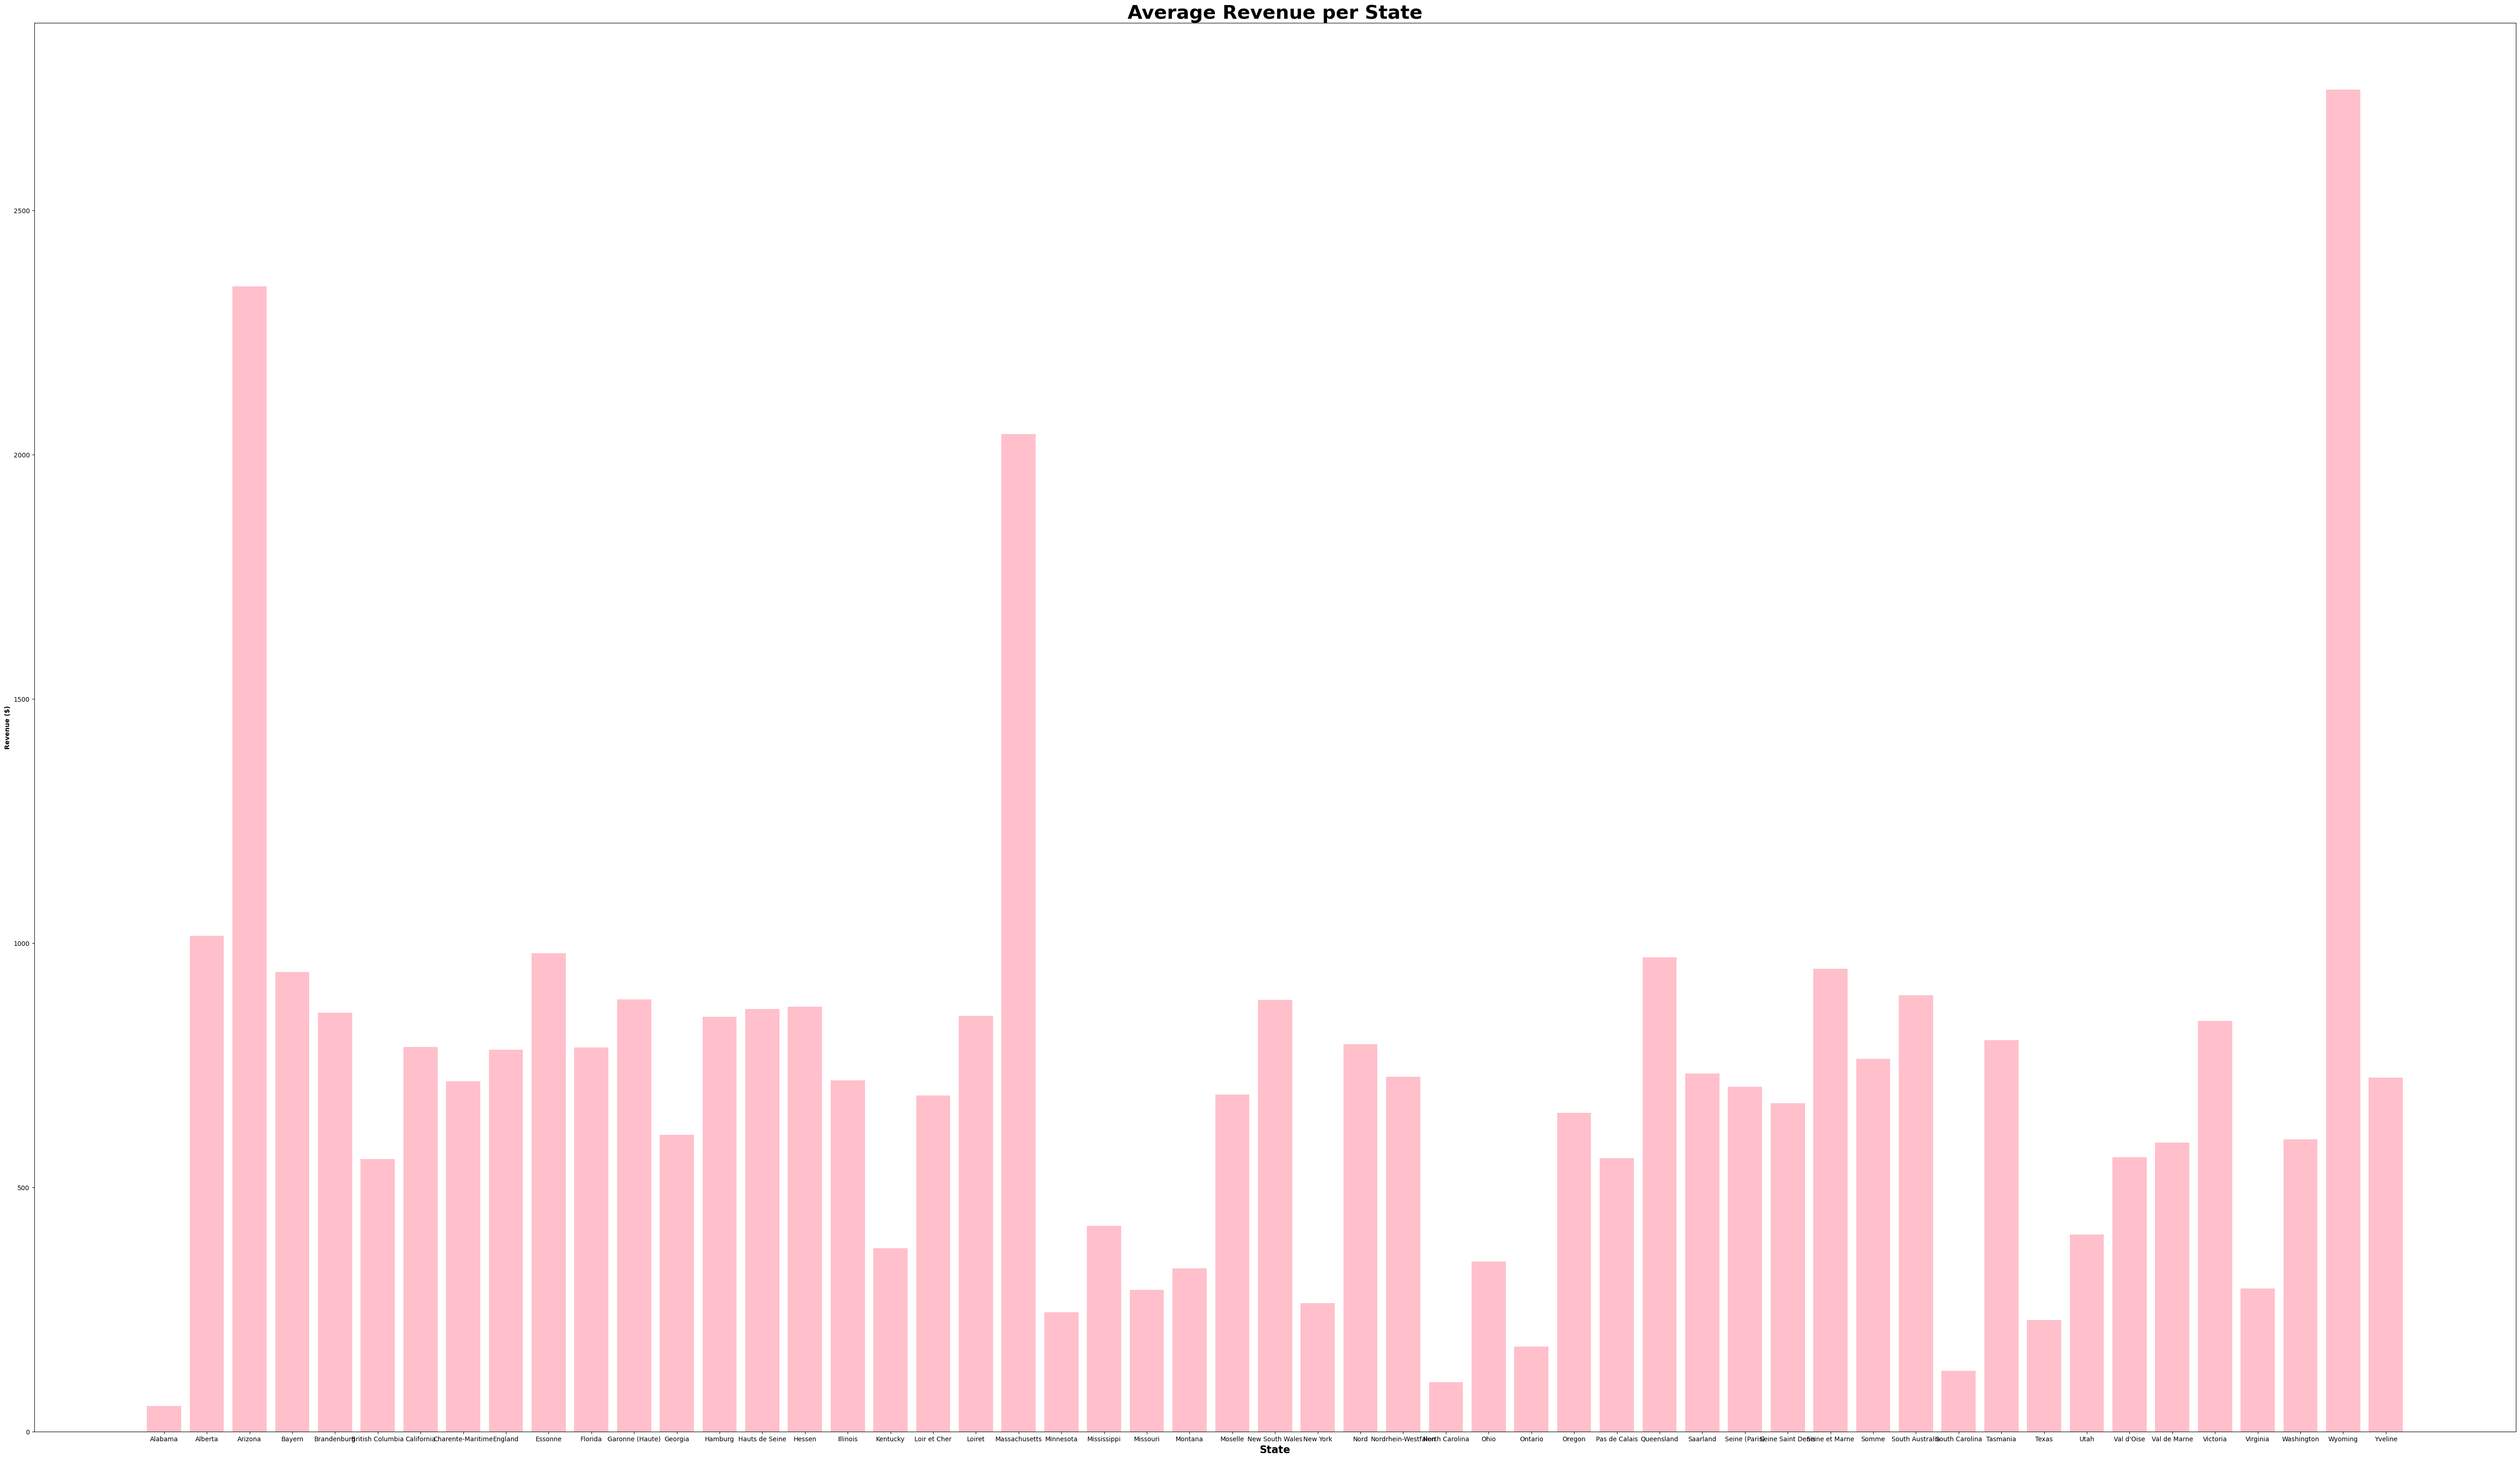 Average Revenue per State
Revenue ($)
2500
2000
1500
1000
500
0
Alabama Alberta Arizona Bayern Brandenburg British Columbia California Charente-Maritime England Essonne Florida Garonne (Haute) Georgia Hamburg Hauts de Seine Hessen Illinois Kentucky Loir et Cher Loiret Massachusetts Minnesota Mississippi Missouri Montana Moselle New South Wales New York Nord Nordrhein-Westfalen North Carolina Ohio Ontario Oregon Pas de Calais Queensland Saarland Seine (Paris) Seine Saint Denis Seine et Marne Somme South Australia South Carolina Tasmania Texas Utah Val d'Oise Val de Marne Victoria Virginia Washington Wyoming Yveline
State